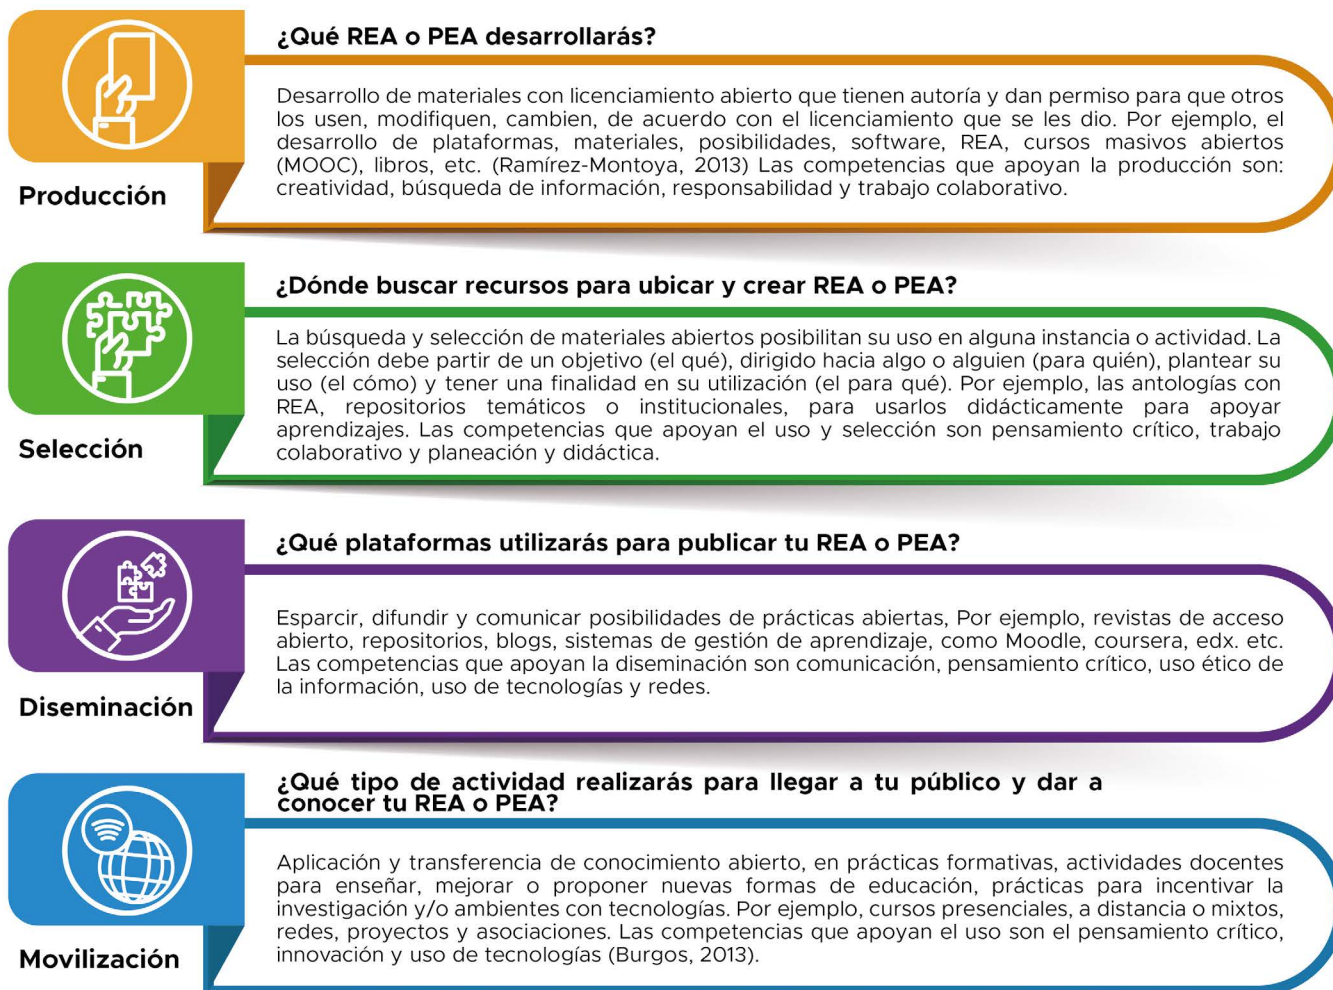 ¿Qué REA o PEA desarrollarás?
Desarrollo de materiales con licenciamiento abierto que tienen autoría y dan permiso para que otros
los usen, modifiquen, cambien, de acuerdo con el licenciamiento que se les dio. Por ejemplo, el
desarrollo de plataformas, materiales, posibilidades, software, REA, cursos masivos abiertos
(MOOC), libros, etc. (Ramírez-Montoya, 2013) Las competencias que apoyan la producción son:
creatividad, búsqueda de información, responsabilidad y trabajo colaborativo.
Producción
¿Dónde buscar recursos para ubicar y crear REA o PEA?
La búsqueda y selección de materiales abiertos posibilitan su uso en alguna instancia o actividad. La
selección debe partir de un objetivo (el qué), dirigido hacia algo o alguien (para quién), plantear su
uso (el cómo) y tener una finalidad en su utilización (el para qué). Por ejemplo, las antologías con
REA, repositorios temáticos o institucionales, para usarlos didácticamente para apoyar
aprendizajes. Las competencias que apoyan el uso y selección son pensamiento crítico, trabajo
colaborativo y planeación y didáctica.
Selección
¿Qué plataformas utilizarás para publicar tu REA o PEA?
Esparcir, difundir y comunicar posibilidades de prácticas abiertas, Por ejemplo, revistas de acceso
abierto, repositorios, blogs, sistemas de gestión de aprendizaje, como Moodle, coursera, edx. etc.
Las competencias que apoyan la diseminación son comunicación, pensamiento crítico, uso ético de
la información, uso de tecnologías y redes.
Diseminación
¿Qué tipo de actividad realizarás para llegar a tu público y dar a
conocer tu REA o PEA?
Aplicación y transferencia de conocimiento abierto, en prácticas formativas, actividades docentes
para enseñar, mejorar o proponer nuevas formas de educación, prácticas para incentivar la
investigación y/o ambientes con tecnologías. Por ejemplo, cursos presenciales, a distancia o mixtos,
redes, proyectos y asociaciones. Las competencias que apoyan el uso son el pensamiento crítico,
innovación y uso de tecnologías (Burgos, 2013).
Movilización